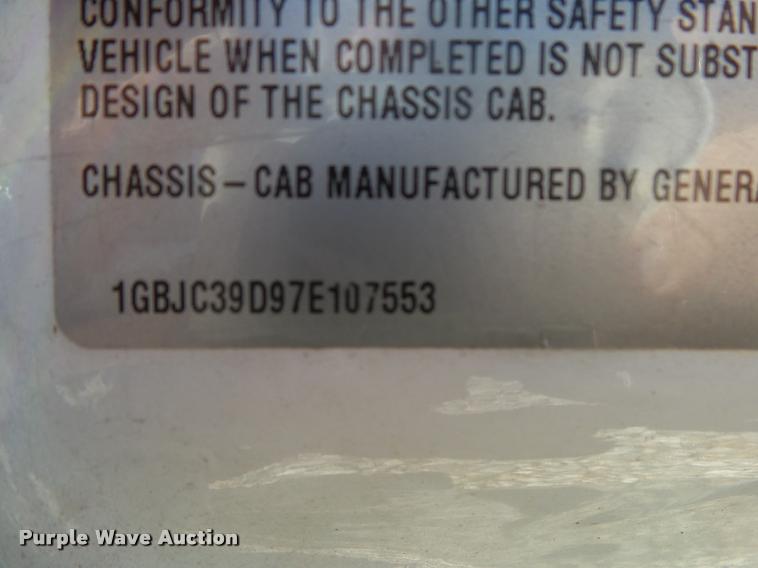 CONFORMITY TO THE OTHER SAFETY STAN
VEHICLE WHEN COMPLETED IS NOT SUBST
DESIGN OF THE CHASSIS CAB.
CHASSIS – CAB MANUFACTURED BY GENERA
1GBJC39D97E107553
Purple Wave Auction